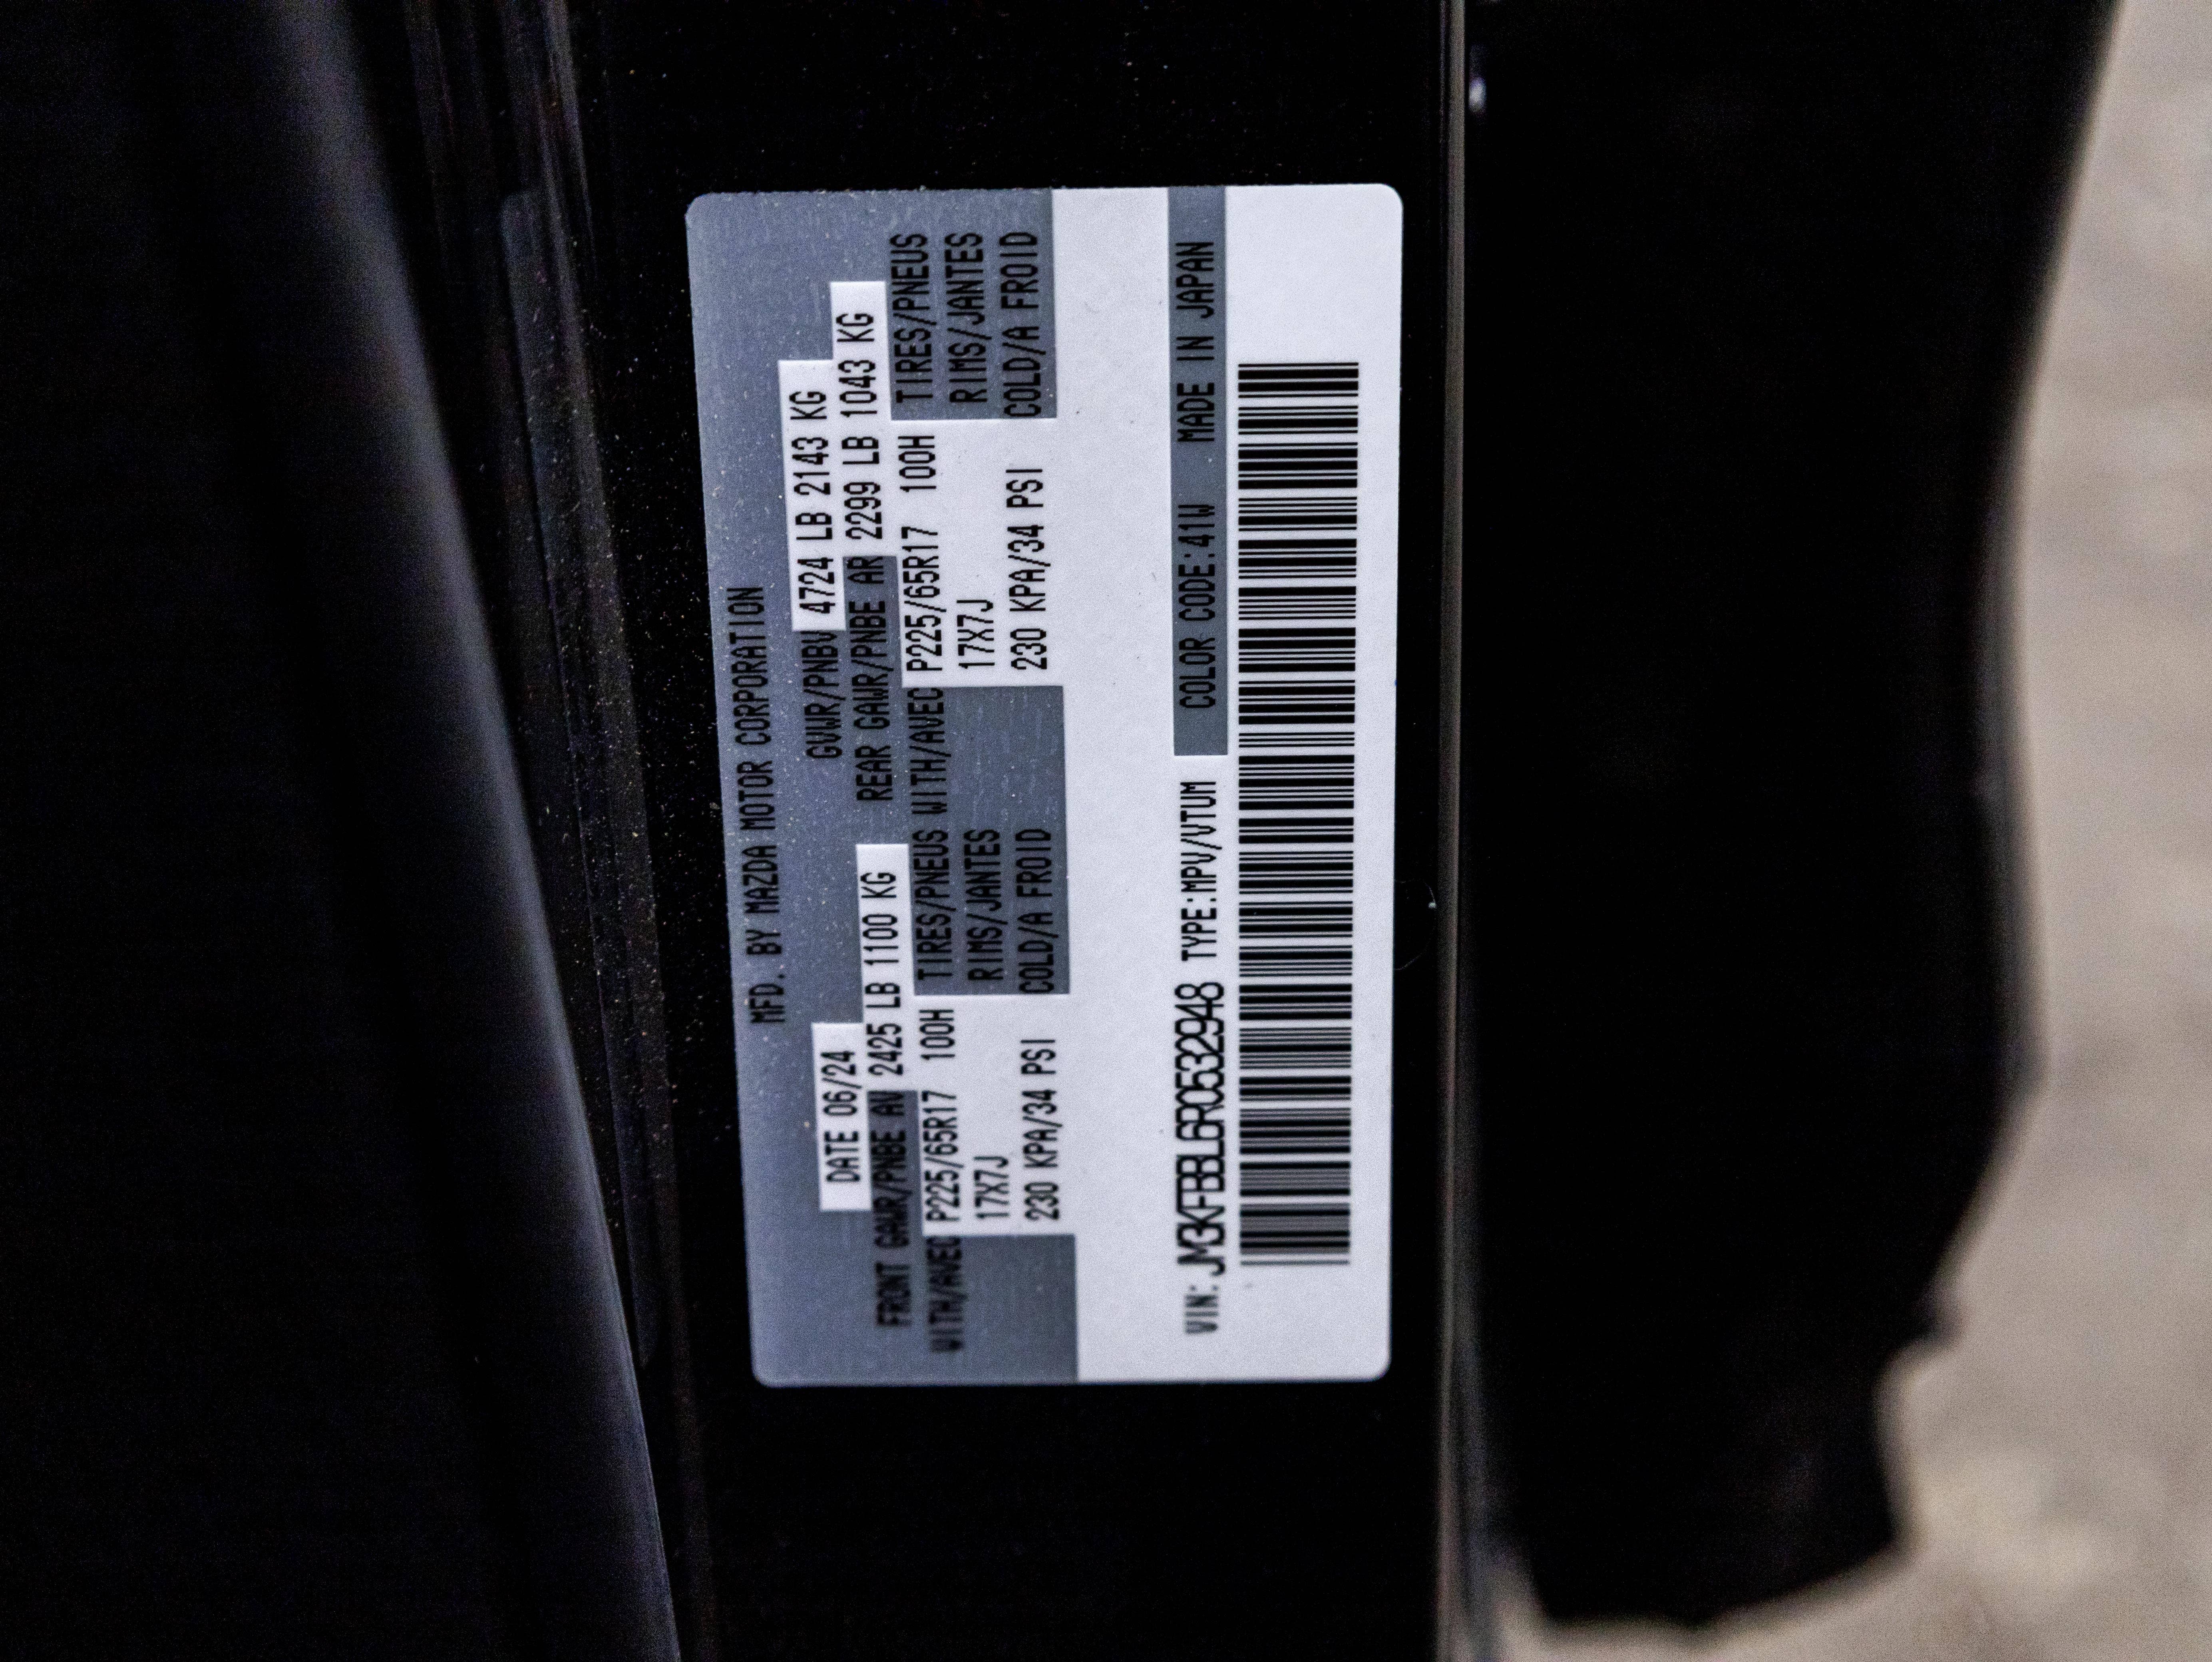 MFD. BY MAZDA MOTOR CORPORATION
DATE 06/24 GVWR/PNBV 4724 LB 2143 KG
FRONT GAWR/PNBE AV 2425 LB 1100 KG REAR GAWR/PNBE AR 2299 LB 1043 KG
WITH/AVEC P225/65R17 100H TIRES/PNEUS WITH/AVEC P225/65R17 100H TIRES/PNEUS
17X7J RIMS/JANTES 17X7J RIMS/JANTES
230 KPA/34 PSI COLD/A FROID 230 KPA/34 PSI COLD/A FROID
VIN: JM3KFBBL6R0532948 TYPE:MPV/VTUM COLOR CODE:41W MADE IN JAPAN